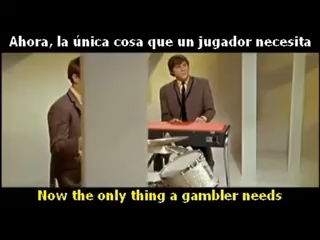 Ahora, la única cosa que un jugador necesita
Now the only thing a gambler needs